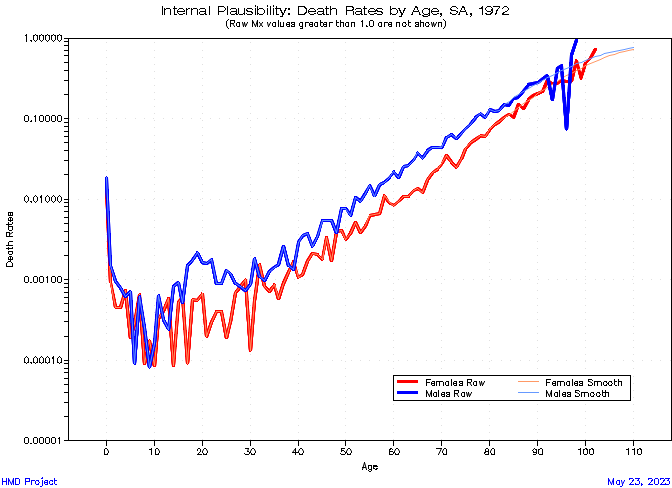 Internal Plausibility: Death Rates by Age, SA, 1972
(Raw Mx values greater than 1.0 are not shown)
1.00000
0.10000
0.01000
0.00100
0.00010
0.00001
Death Rates
Females Raw
Females Smooth
Males Raw
Males Smooth
0 10 20 30 40 50 60 70 80 90 100 110
Age
HMD Project
May 23, 2023